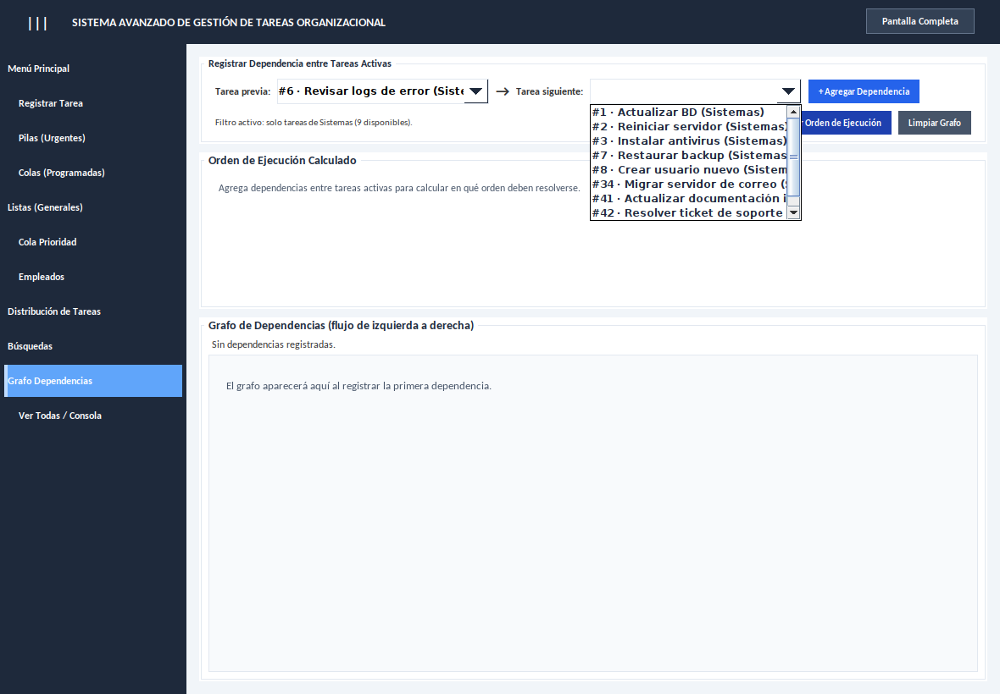 ||| SISTEMA AVANZADO DE GESTIÓN DE TAREAS ORGANIZACIONAL
Pantalla Completa
Menú Principal
Registrar Tarea
Pilas (Urgentes)
Colas (Programadas)
Listas (Generales)
Cola Prioridad
Empleados
Distribución de Tareas
Búsquedas
Grafo Dependencias
Ver Todas / Consola
Registrar Dependencia entre Tareas Activas
Tarea previa: #6 · Revisar logs de error (Siste → Tarea siguiente: + Agregar Dependencia
Filtro activo: solo tareas de Sistemas (9 disponibles).
r Orden de Ejecución
Limpiar Grafo
#1 · Actualizar BD (Sistemas)
#2 · Reiniciar servidor (Sistemas)
#3 · Instalar antivirus (Sistemas)
#7 · Restaurar backup (Sistemas
#8 · Crear usuario nuevo (Sistem
#34 · Migrar servidor de correo (S
#41 · Actualizar documentación i
#42 · Resolver ticket de soporte
Orden de Ejecución Calculado
Agrega dependencias entre tareas activas para calcular en qué orden deben resolverse.
Grafo de Dependencias (flujo de izquierda a derecha)
Sin dependencias registradas.
El grafo aparecerá aquí al registrar la primera dependencia.